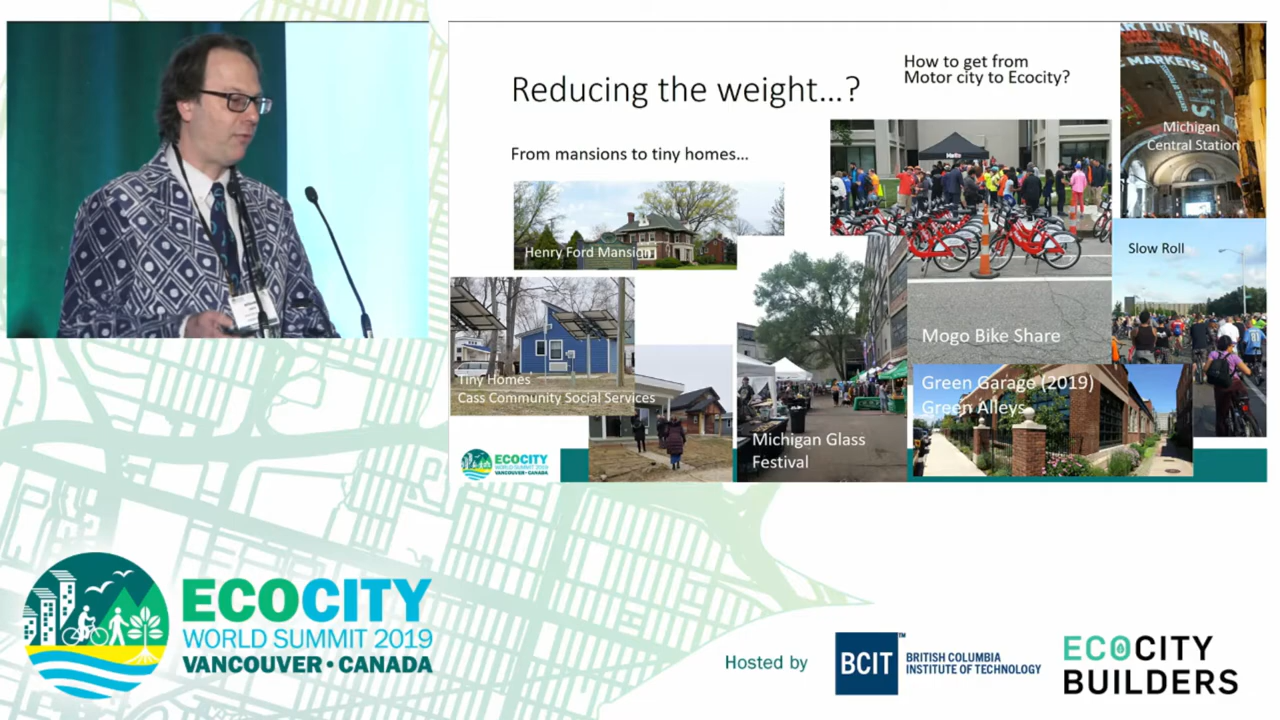 Reducing the weight...?
How to get from
Motor city to Ecocity?
From mansions to tiny homes...
MARKETS?
Michigan
Central Station
Henry Ford Mansion
Slow Roll
Mogo Bike Share
Tiny Homes
Cass Community Social Services
Green Garage (2019)
Green Alleys
Michigan Glass
Festival
ECOCITY
WORLD SUMMIT 2019
VANCOUVER • CANADA
ECOCITY
WORLD SUMMIT 2019
VANCOUVER • CANADA
Hosted by
BCIT
TM
BRITISH COLUMBIA
INSTITUTE OF TECHNOLOGY
ECOCITY
BUILDERS